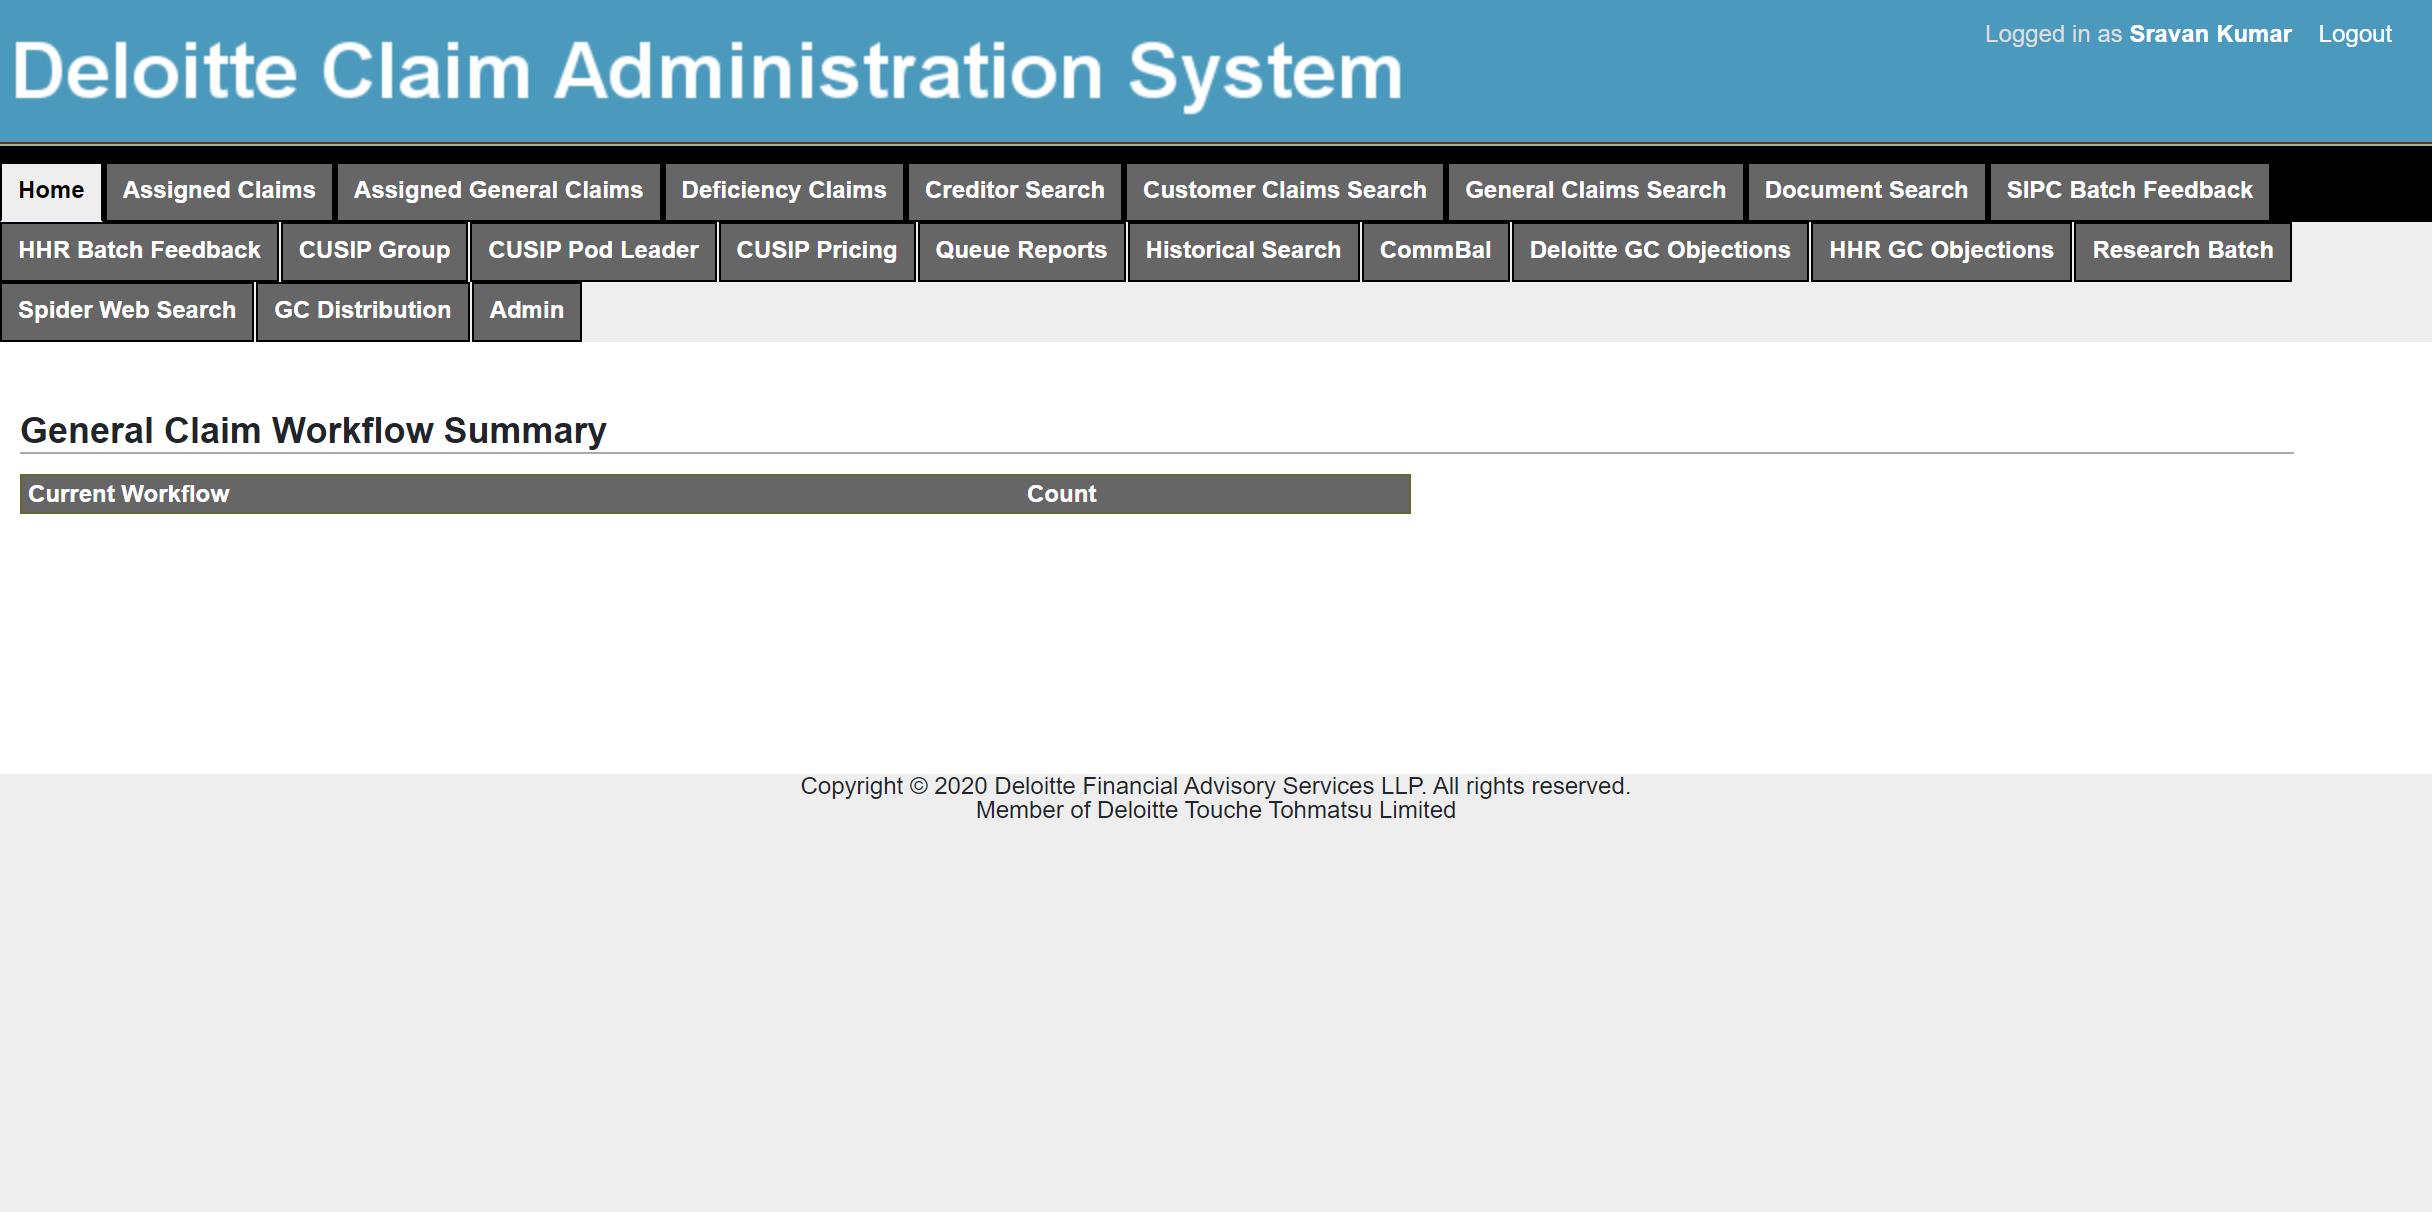 Deloitte Claim Administration System
Logged in as Sravan Kumar Logout
Home Assigned Claims Assigned General Claims Deficiency Claims Creditor Search Customer Claims Search General Claims Search Document Search SIPC Batch Feedback
HHR Batch Feedback CUSIP Group CUSIP Pod Leader CUSIP Pricing Queue Reports Historical Search CommBal Deloitte GC Objections HHR GC Objections Research Batch
Spider Web Search GC Distribution Admin
General Claim Workflow Summary
Current Workflow Count
Copyright © 2020 Deloitte Financial Advisory Services LLP. All rights reserved.
Member of Deloitte Touche Tohmatsu Limited